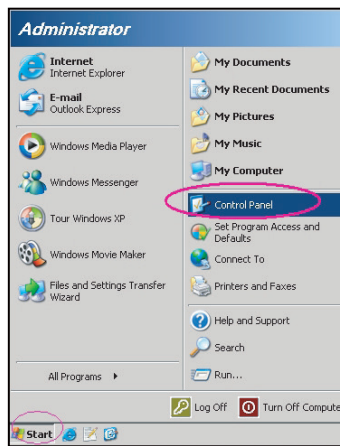 Administrator
Internet
Internet Explorer
E-mail
Outlook Express
Windows Media Player
Windows Messenger
Tour Windows XP
Windows Movie Maker
Files and Settings Transfer
Wizard
All Programs
My Documents
My Recent Documents
My Pictures
My Music
My Computer
Control Panel
Set Program Access and
Defaults
Connect To
Printers and Faxes
Help and Support
Search
Run...
Log Off
Turn Off Compute
Start